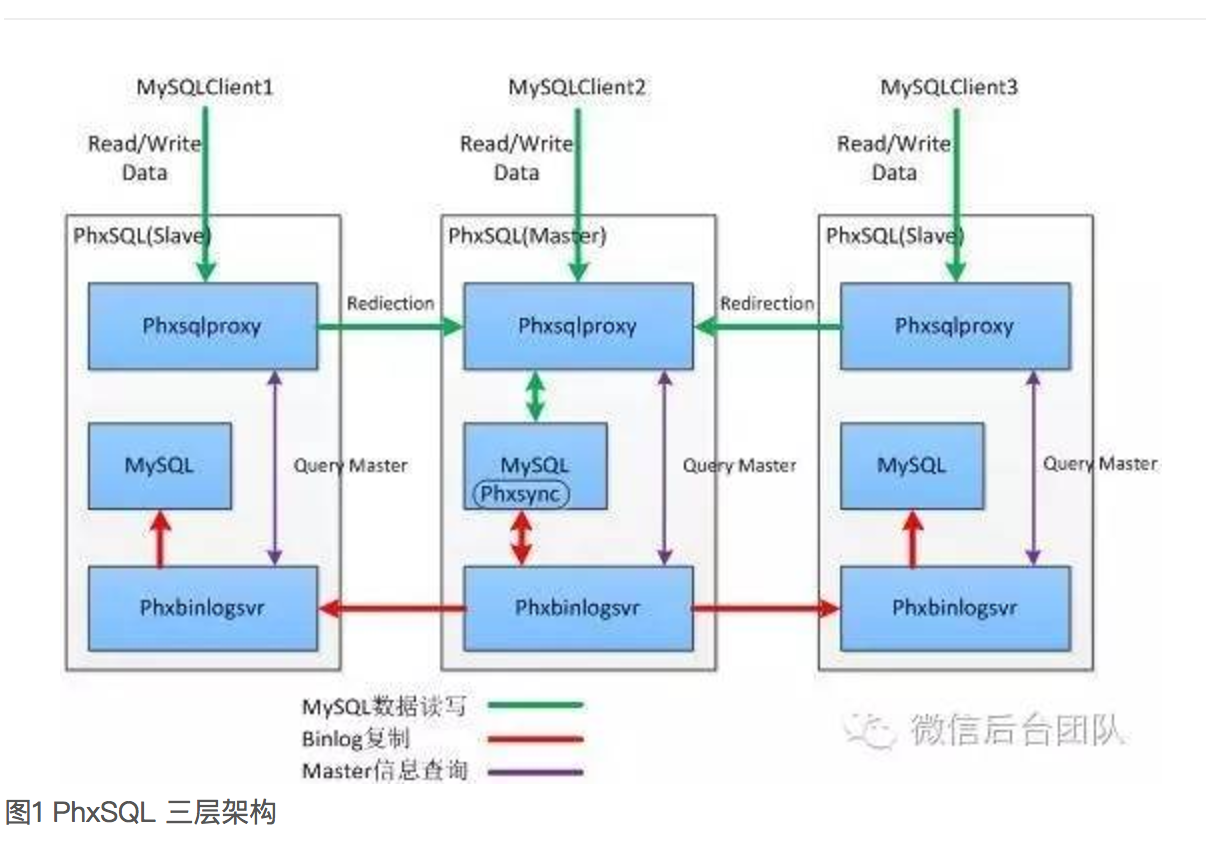 MySQLClient1 MySQLClient2 MySQLClient3
Read/Write Read/Write Read/Write
Data Data Data
PhxSQL(Slave) PhxSQL(Master) PhxSQL(Slave)
Rediection Redirection
Phxsqlproxy Phxsqlproxy Phxsqlproxy
MySQL Query Master MySQL Query Master MySQL Query Master
Phxsync
Phxbinlogsvr Phxbinlogsvr Phxbinlogsvr
MySQL数据读写
Binlog复制
Master信息查询
微信后台团队
图1 PhxSQL 三层架构